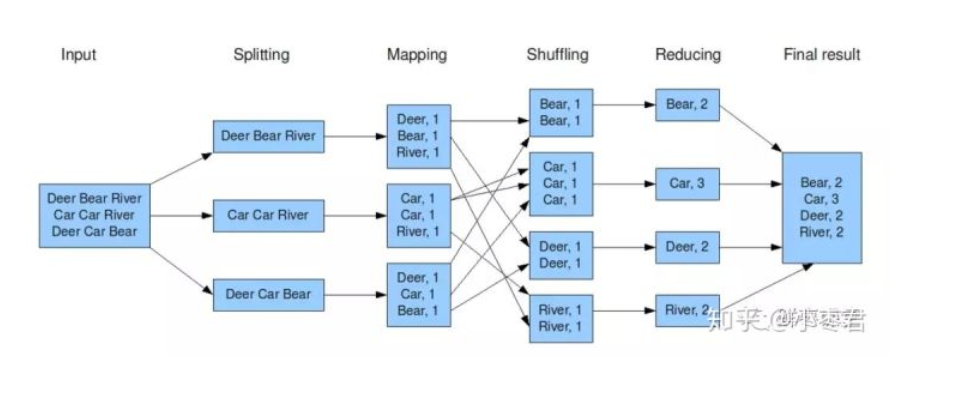 Input
Splitting
Mapping
Shuffling
Reducing
Final result
Deer Bear River
Car Car River
Deer Car Bear
Deer Bear River
Car Car River
Deer Car Bear
Deer, 1
Bear, 1
River, 1
Car, 1
Car, 1
River, 1
Deer, 1
Car, 1
Bear, 1
Bear, 1
Bear, 1
Car, 1
Car, 1
Car, 1
Deer, 1
Deer, 1
River, 1
River, 1
Bear, 2
Car, 3
Deer, 2
River, 2
Bear, 2
Car, 3
Deer, 2
River, 2
知乎 @小枣君